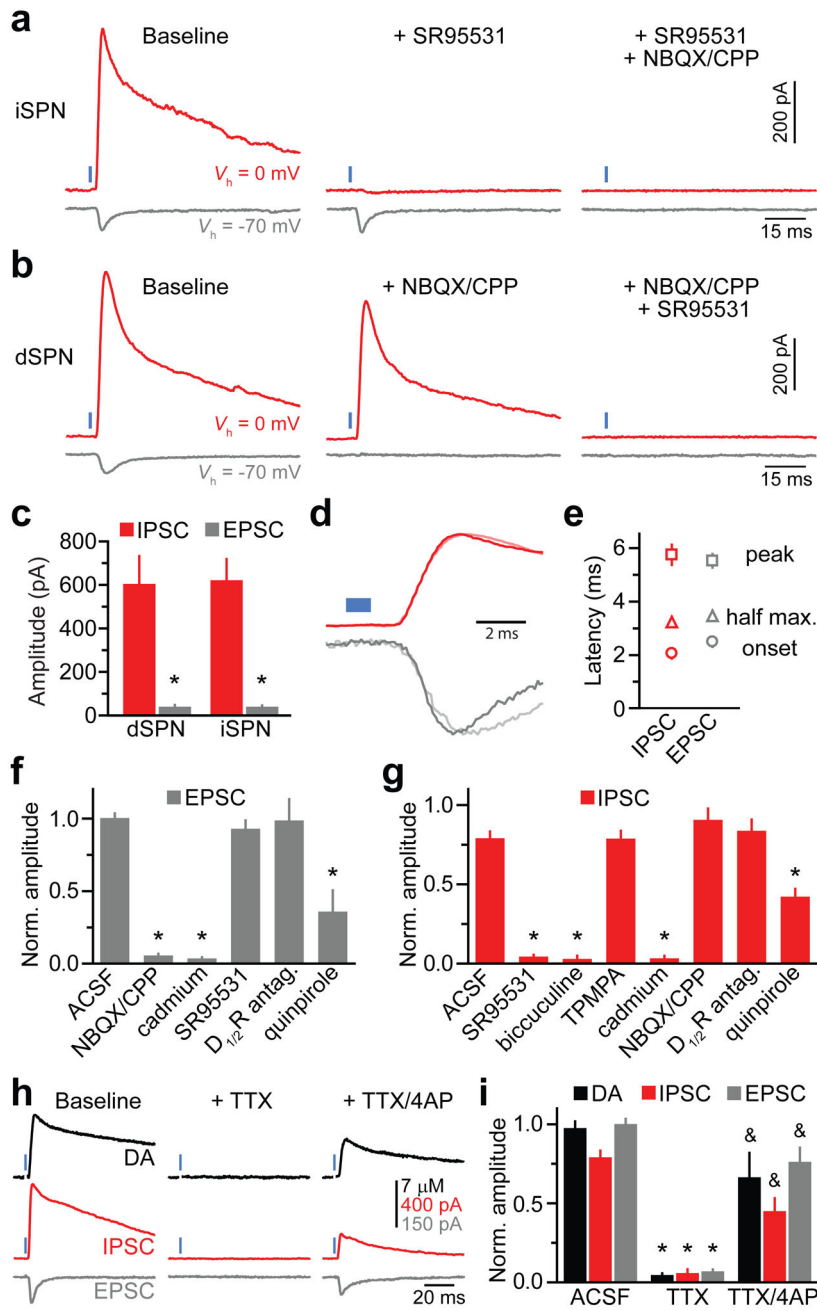 a
Baseline
+ SR95531
+ SR95531
+ NBQX/CPP
iSPN
200 pA
Vh = 0 mV
Vh = -70 mV
15 ms
b
Baseline
+ NBQX/CPP
+ NBQX/CPP
+ SR95531
dSPN
200 pA
Vh = 0 mV
Vh = -70 mV
15 ms
c
IPSC EPSC
Amplitude (pA)
800
600
400
200
0
* *
dSPN iSPN
d
2 ms
e
Latency (ms)
6
4
2
0
peak
half max.
onset
IPSC
EPSC
f
EPSC
Norm. amplitude
1.0
0.5
0.0
* * *
ACSF
NBQX/CPP
cadmium
SR95531
D1/2R antag.
quinpirole
g
IPSC
Norm. amplitude
1.0
0.5
0.0
* * * *
ACSF
SR95531
biccuculine
TPMPA
cadmium
NBQX/CPP
D1/2R antag.
quinpirole
h
Baseline
+ TTX
+ TTX/4AP
DA
7 μM
400 pA
150 pA
IPSC
EPSC
20 ms
i
DA IPSC EPSC
Norm. amplitude
1.0
0.5
0.0
* * *
& & &
ACSF TTX TTX/4AP